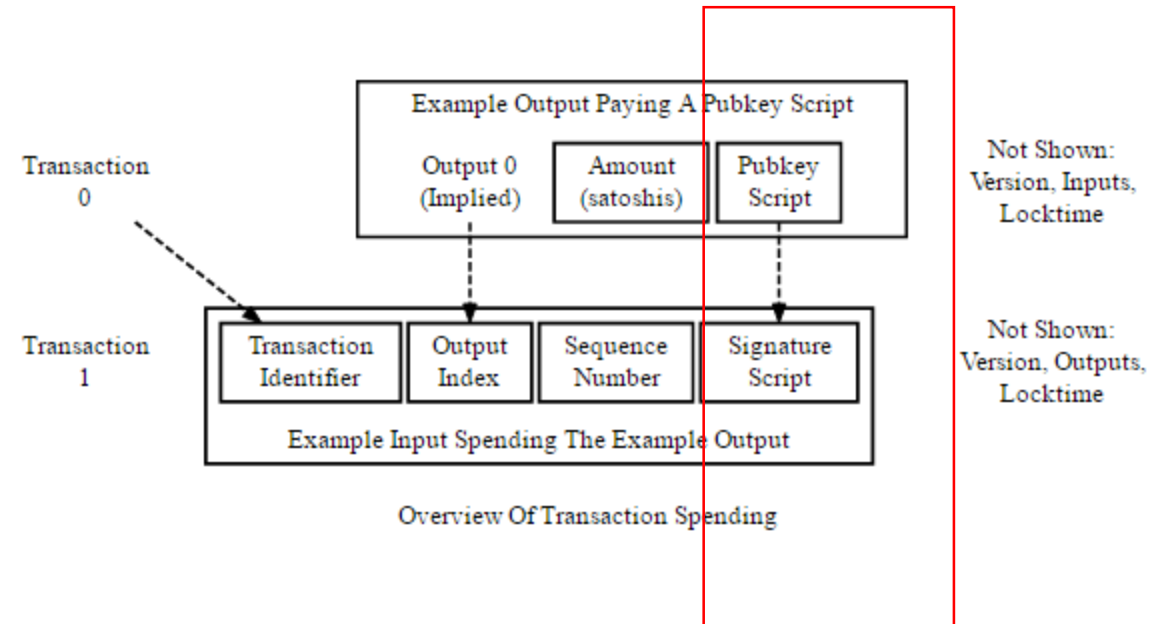 Example Output Paying A Pubkey Script
Transaction
0
Output 0
(Implied)
Amount
(satoshis)
Pubkey
Script
Not Shown:
Version, Inputs,
Locktime
Transaction
1
Transaction
Identifier
Output
Index
Sequence
Number
Signature
Script
Not Shown:
Version, Outputs,
Locktime
Example Input Spending The Example Output
Overview Of Transaction Spending